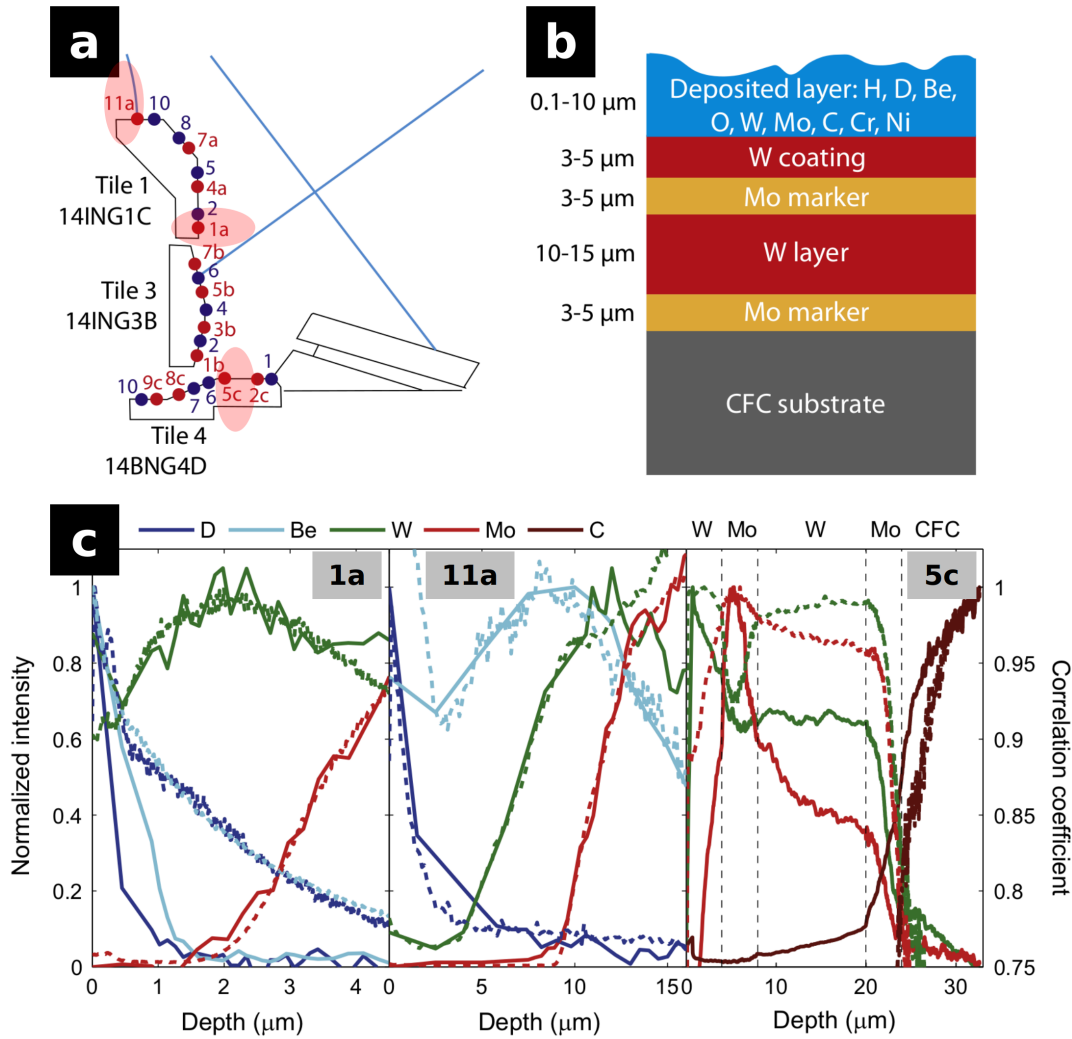 a
11a
10
8
7a
5
4a
2
1a
Tile 1
14ING1C
7b
6
5b
4
3b
2
1b
Tile 3
14ING3B
10
9c
8c
7
6
5c
2c
1
Tile 4
14BNG4D
b
0.1-10 μm
Deposited layer: H, D, Be,
O, W, Mo, C, Cr, Ni
3-5 μm
W coating
3-5 μm
Mo marker
10-15 μm
W layer
3-5 μm
Mo marker
CFC substrate
c
D Be W Mo C
W Mo W Mo CFC
1a
11a
5c
Normalized intensity
1
0.8
0.6
0.4
0.2
0
Correlation coefficient
1
0.95
0.9
0.85
0.8
0.75
0 1 2 3 4
0 5 10 15
0 10 20 30
Depth (μm)
Depth (μm)
Depth (μm)